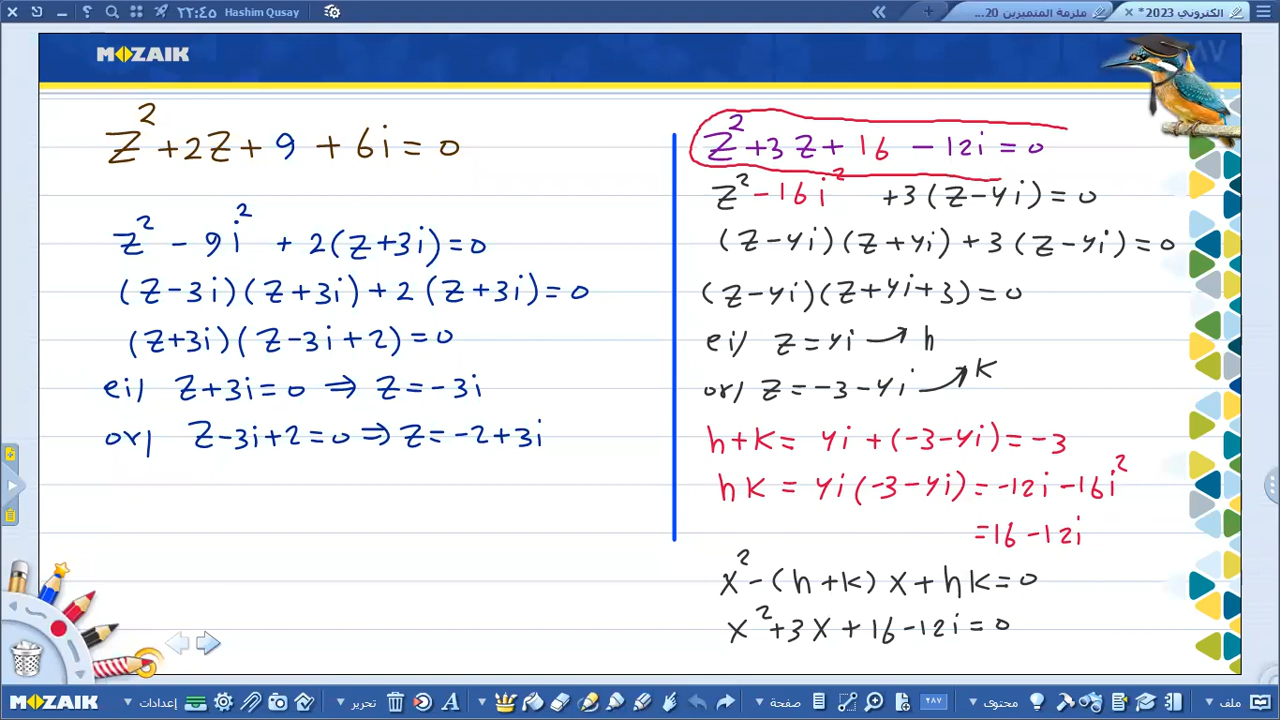 ٢٢:٤٥ Hashim Qusay
ملزمة المتميزين 20...
الكتروني 2023*
MOZAIK
Z² + 2Z + 9 + 6i = 0
Z² - 9i² + 2(Z+3i) = 0
(Z-3i)(Z+3i) + 2(Z+3i) = 0
(Z+3i)(Z-3i+2) = 0
ei/ Z+3i = 0 ⇒ Z = -3i
or/ Z-3i+2 = 0 ⇒ Z = -2+3i
Z² + 3Z + 16 - 12i = 0
Z² - 16i² + 3(Z-4i) = 0
(Z-4i)(Z+4i) + 3(Z-4i) = 0
(Z-4i)(Z+4i+3) = 0
ei/ Z = 4i → h
or/ Z = -3-4i → K
h+K = 4i + (-3-4i) = -3
hK = 4i(-3-4i) = -12i - 16i²
= 16 - 12i
X² - (h+K)X + hK = 0
X² + 3X + 16 - 12i = 0
MOZAIK
إعدادات
تحرير
صفحة
٢٨٧
محتوى
ملف